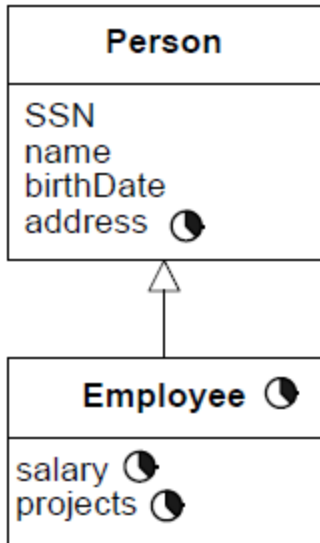 Person
SSN
name
birthDate
address
Employee
salary
projects